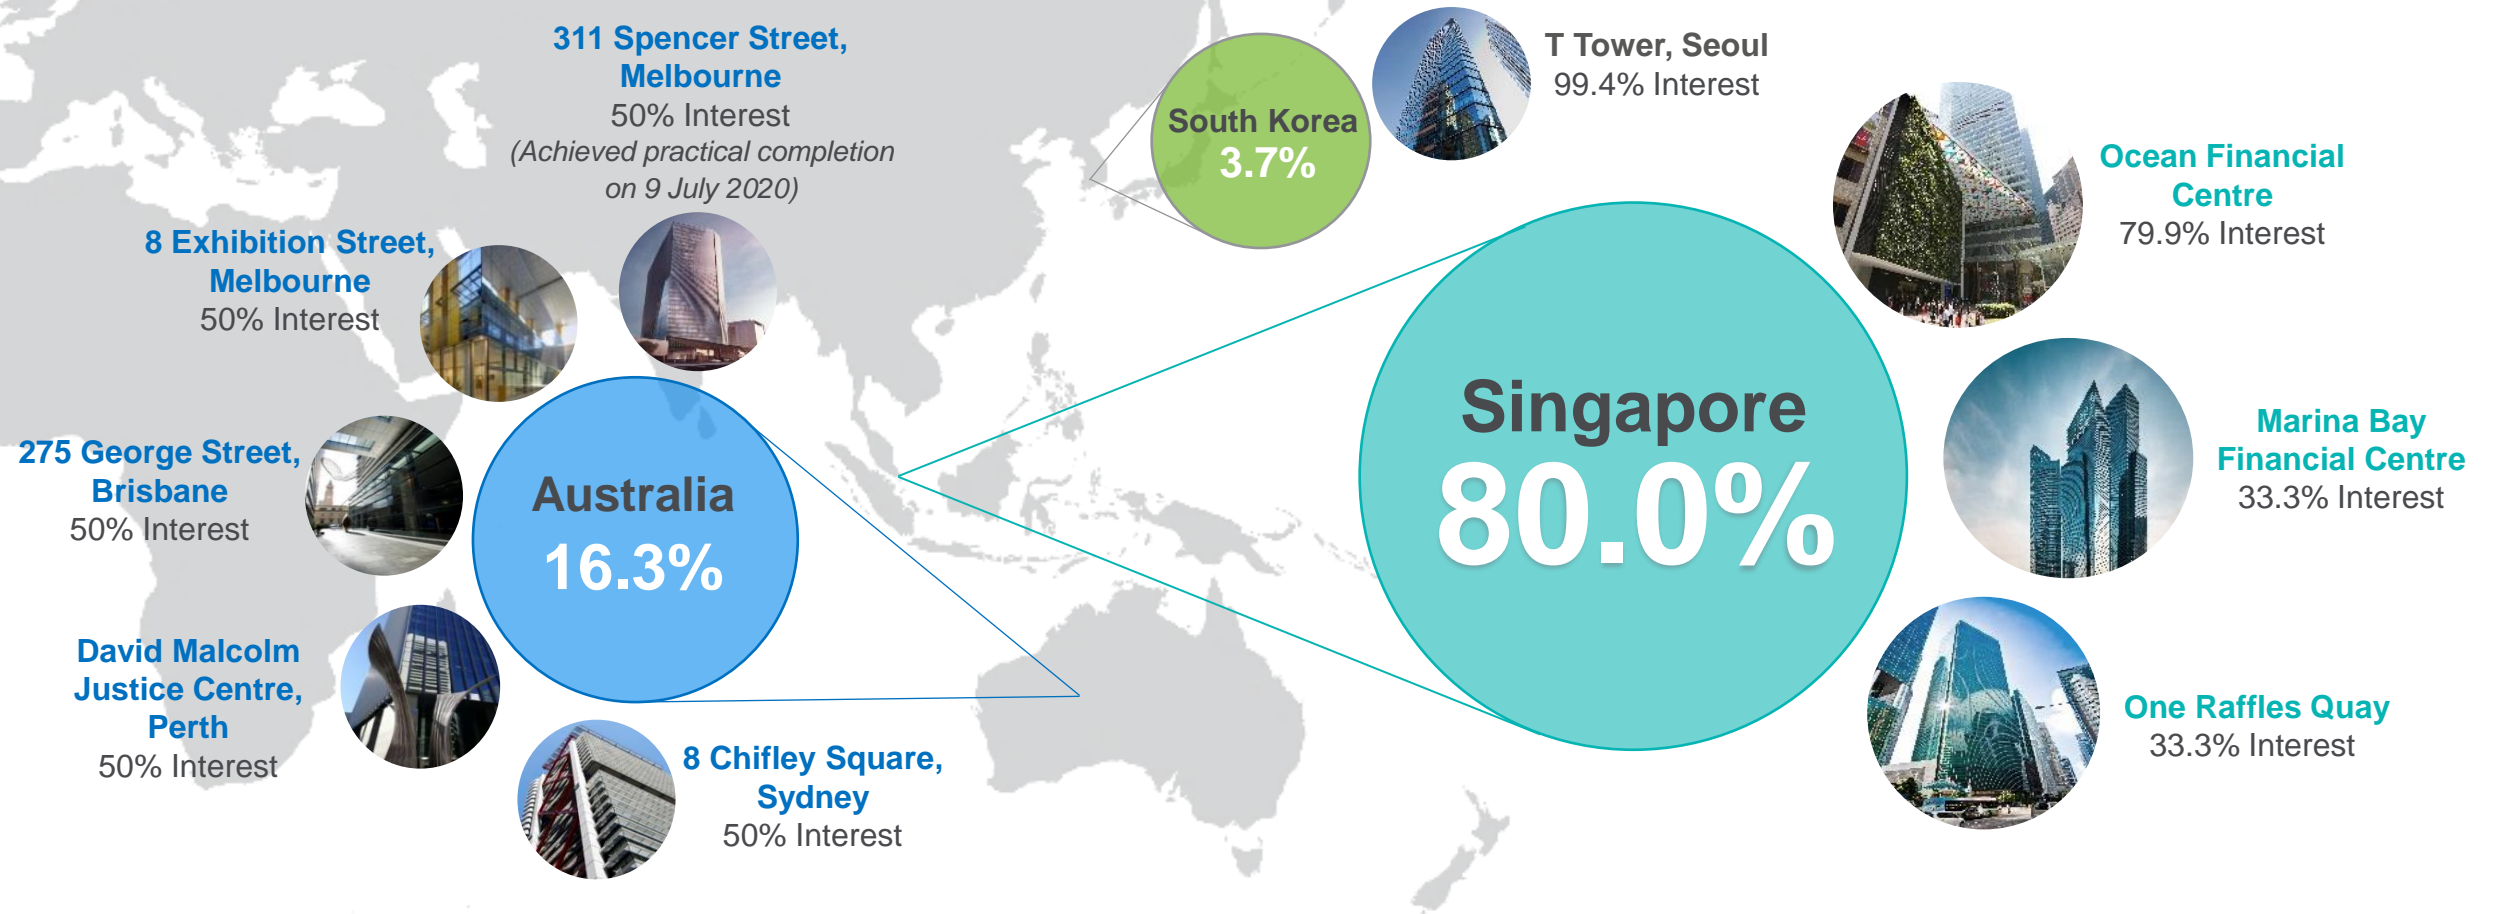 311 Spencer Street,
Melbourne
50% Interest
(Achieved practical completion
on 9 July 2020)
8 Exhibition Street,
Melbourne
50% Interest
275 George Street,
Brisbane
50% Interest
David Malcolm
Justice Centre,
Perth
50% Interest
8 Chifley Square,
Sydney
50% Interest
Australia
16.3%
South Korea
3.7%
T Tower, Seoul
99.4% Interest
Singapore
80.0%
Ocean Financial
Centre
79.9% Interest
Marina Bay
Financial Centre
33.3% Interest
One Raffles Quay
33.3% Interest